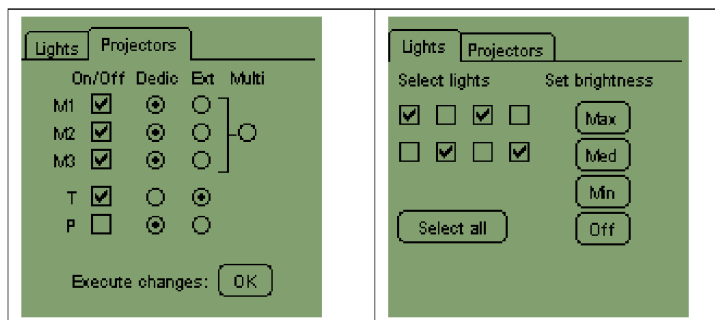 Lights Projectors
On/Off Dedic Ext Multi
M1
M2
M3
T
P
Execute changes: OK
Lights Projectors
Select lights Set brightness
Max
Med
Min
Select all Off